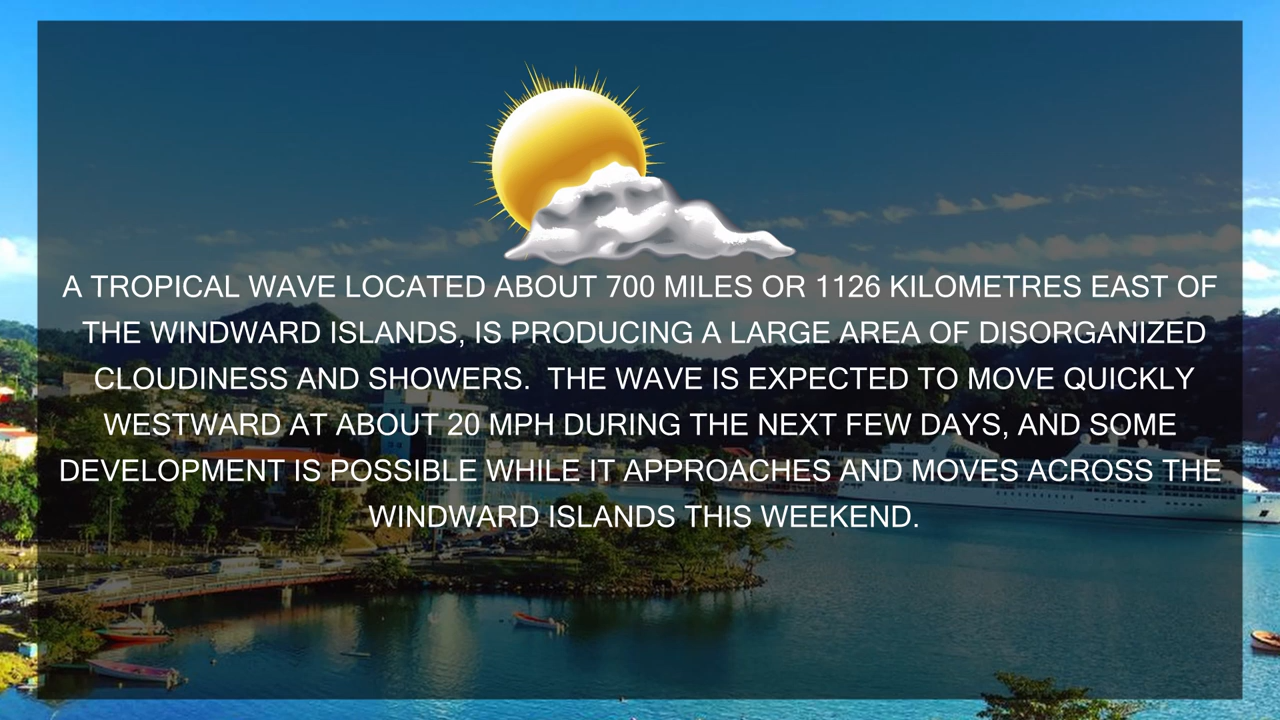 A TROPICAL WAVE LOCATED ABOUT 700 MILES OR 1126 KILOMETRES EAST OF
THE WINDWARD ISLANDS, IS PRODUCING A LARGE AREA OF DISORGANIZED
CLOUDINESS AND SHOWERS.  THE WAVE IS EXPECTED TO MOVE QUICKLY
WESTWARD AT ABOUT 20 MPH DURING THE NEXT FEW DAYS, AND SOME
DEVELOPMENT IS POSSIBLE WHILE IT APPROACHES AND MOVES ACROSS THE
WINDWARD ISLANDS THIS WEEKEND.